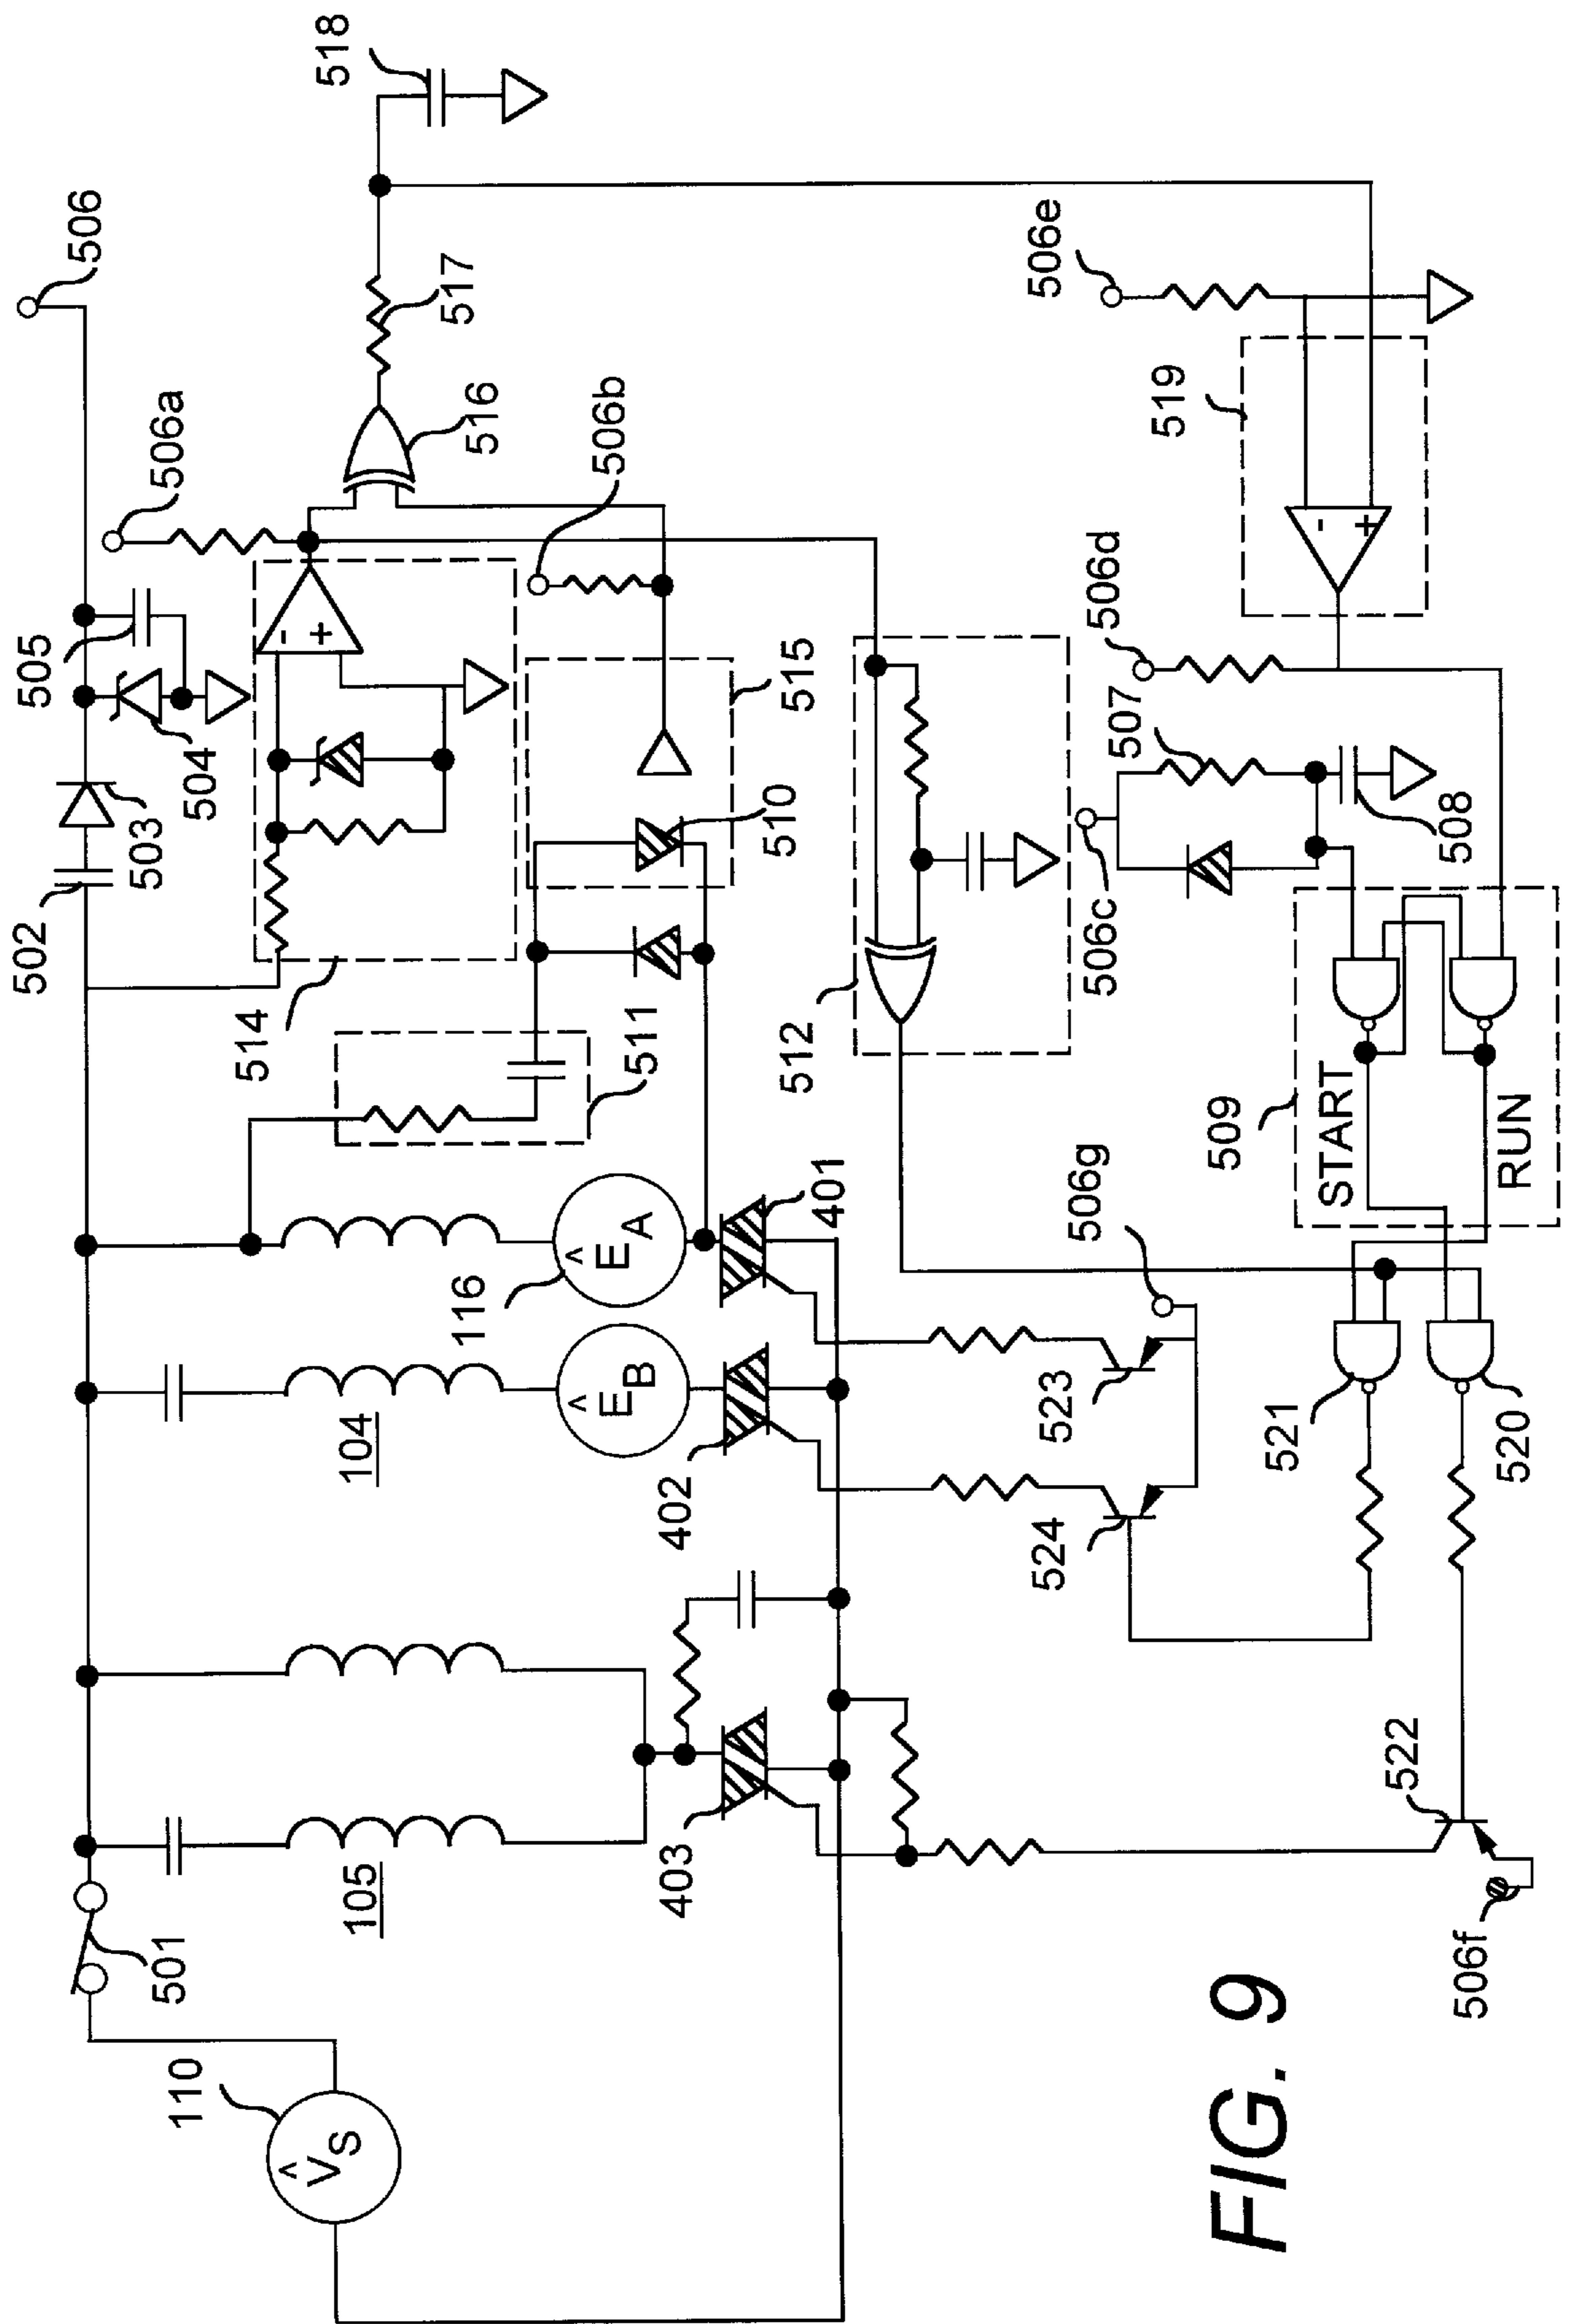 518
506
517
506e
506a
516
506b
519
505
506d
-
+
515
-
+
504
507
510
503
508
502
506c
514
511
512
509
START
RUN
506g
401
Ê A
116
Ê B
104
523
521
520
402
524
522
403
105
501
506f
110
V̂ S
FIG. 9